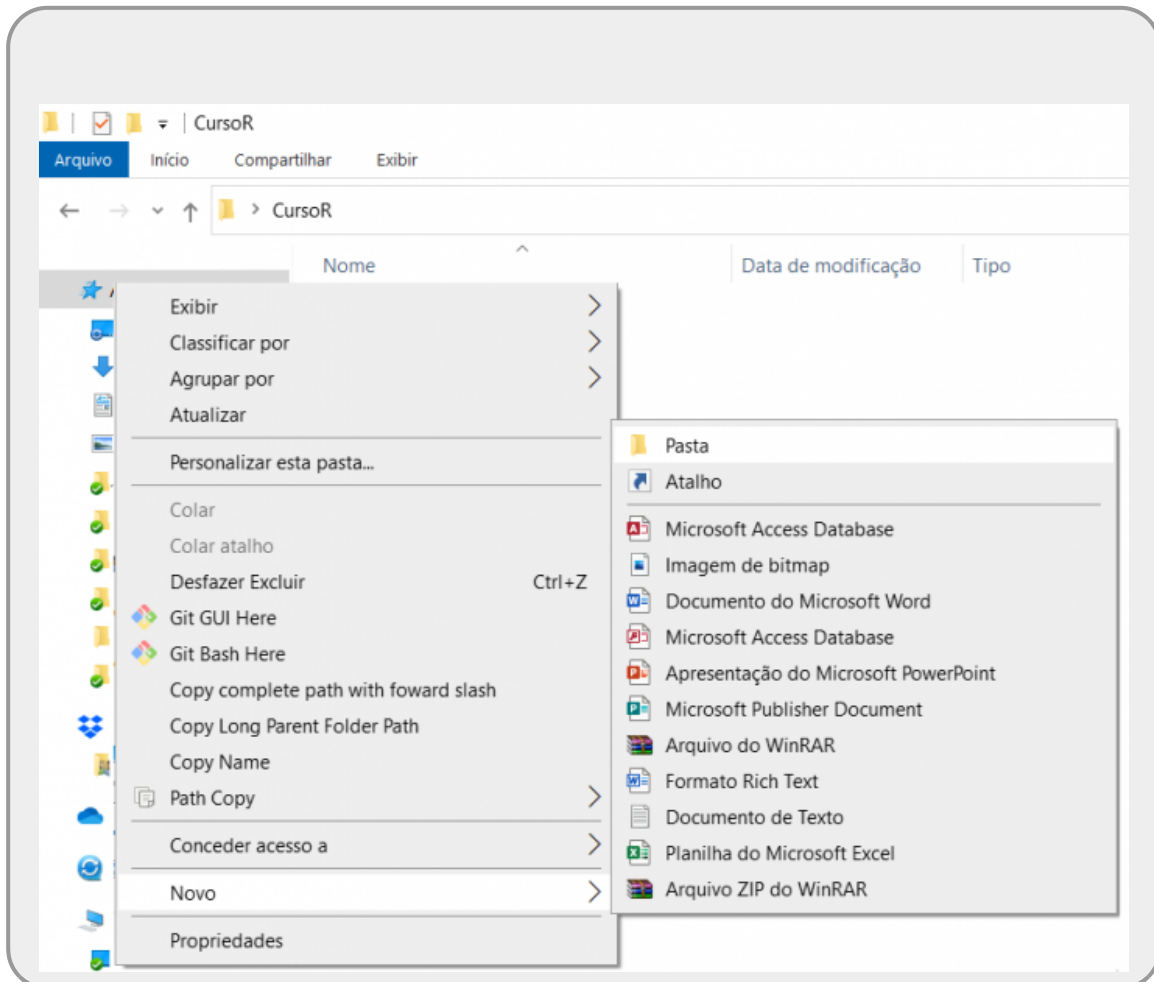 CursoR
Arquivo Início Compartilhar Exibir
CursoR
Nome Data de modificação Tipo
Exibir
Classificar por
Agrupar por
Atualizar
Personalizar esta pasta...
Colar
Colar atalho
Desfazer Excluir Ctrl+Z
Git GUI Here
Git Bash Here
Copy complete path with foward slash
Copy Long Parent Folder Path
Copy Name
Path Copy
Conceder acesso a
Novo
Propriedades
Pasta
Atalho
Microsoft Access Database
Imagem de bitmap
Documento do Microsoft Word
Microsoft Access Database
Apresentação do Microsoft PowerPoint
Microsoft Publisher Document
Arquivo do WinRAR
Formato Rich Text
Documento de Texto
Planilha do Microsoft Excel
Arquivo ZIP do WinRAR